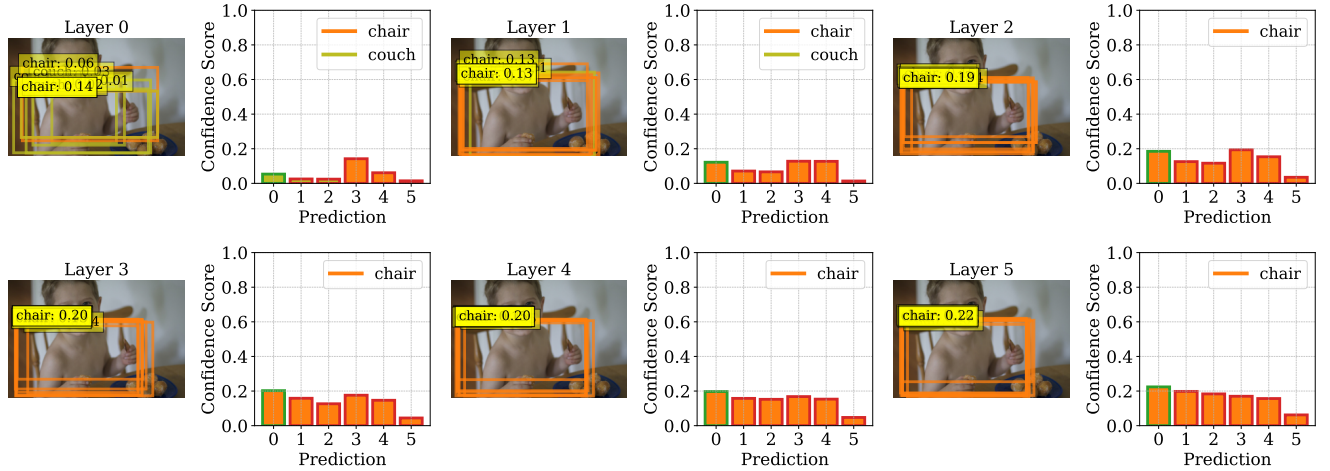 Layer 0
chair: 0.06
couch: 0.03
0.01
2
chair: 0.14
Confidence Score
1.0
0.8
0.6
0.4
0.2
0.0
chair
couch
0 1 2 3 4 5
Prediction
Layer 1
chair: 0.13
1
chair: 0.13
Confidence Score
1.0
0.8
0.6
0.4
0.2
0.0
chair
couch
0 1 2 3 4 5
Prediction
Layer 2
chair: 0.19
Confidence Score
1.0
0.8
0.6
0.4
0.2
0.0
chair
0 1 2 3 4 5
Prediction
Layer 3
chair: 0.20
4
Confidence Score
1.0
0.8
0.6
0.4
0.2
0.0
chair
0 1 2 3 4 5
Prediction
Layer 4
chair: 0.20
Confidence Score
1.0
0.8
0.6
0.4
0.2
0.0
chair
0 1 2 3 4 5
Prediction
Layer 5
chair: 0.22
Confidence Score
1.0
0.8
0.6
0.4
0.2
0.0
chair
0 1 2 3 4 5
Prediction